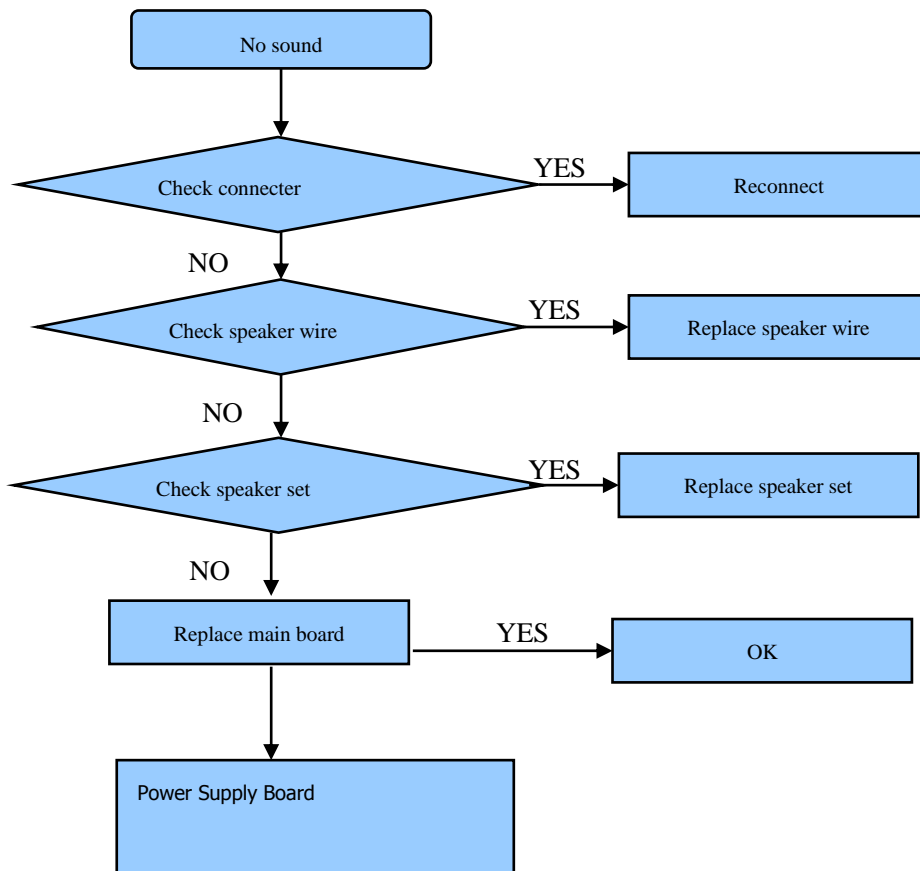 No sound
Check connecter
YES
Reconnect
NO
Check speaker wire
YES
Replace speaker wire
NO
Check speaker set
YES
Replace speaker set
NO
Replace main board
YES
OK
Power Supply Board